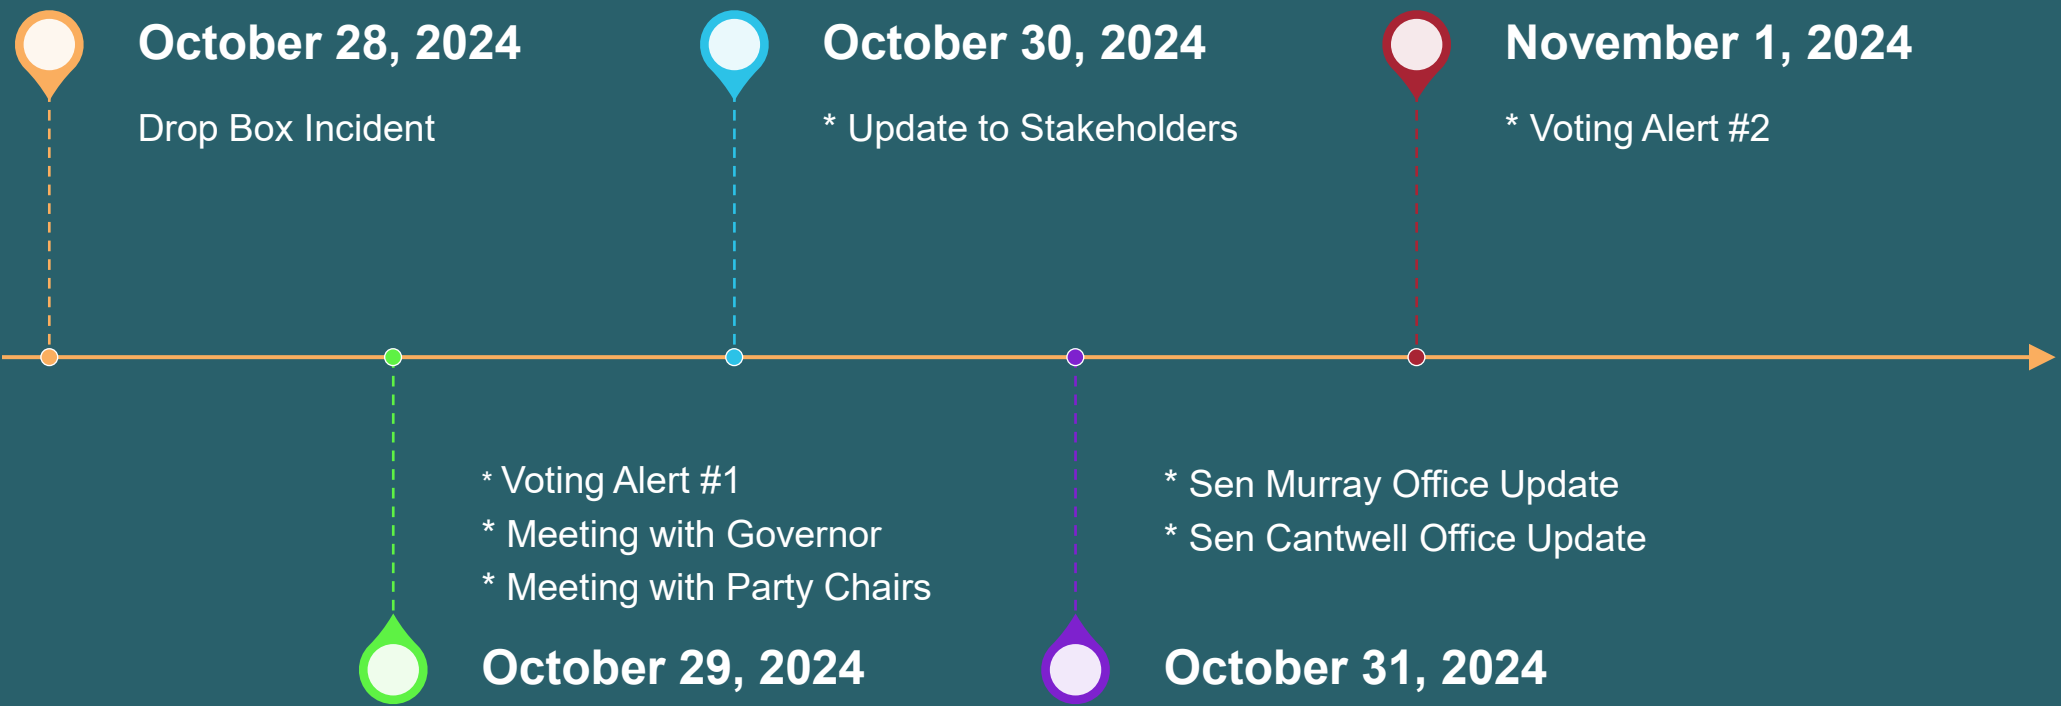 October 28, 2024
Drop Box Incident
October 30, 2024
* Update to Stakeholders
November 1, 2024
* Voting Alert #2
* Voting Alert #1
* Meeting with Governor
* Meeting with Party Chairs
October 29, 2024
* Sen Murray Office Update
* Sen Cantwell Office Update
October 31, 2024